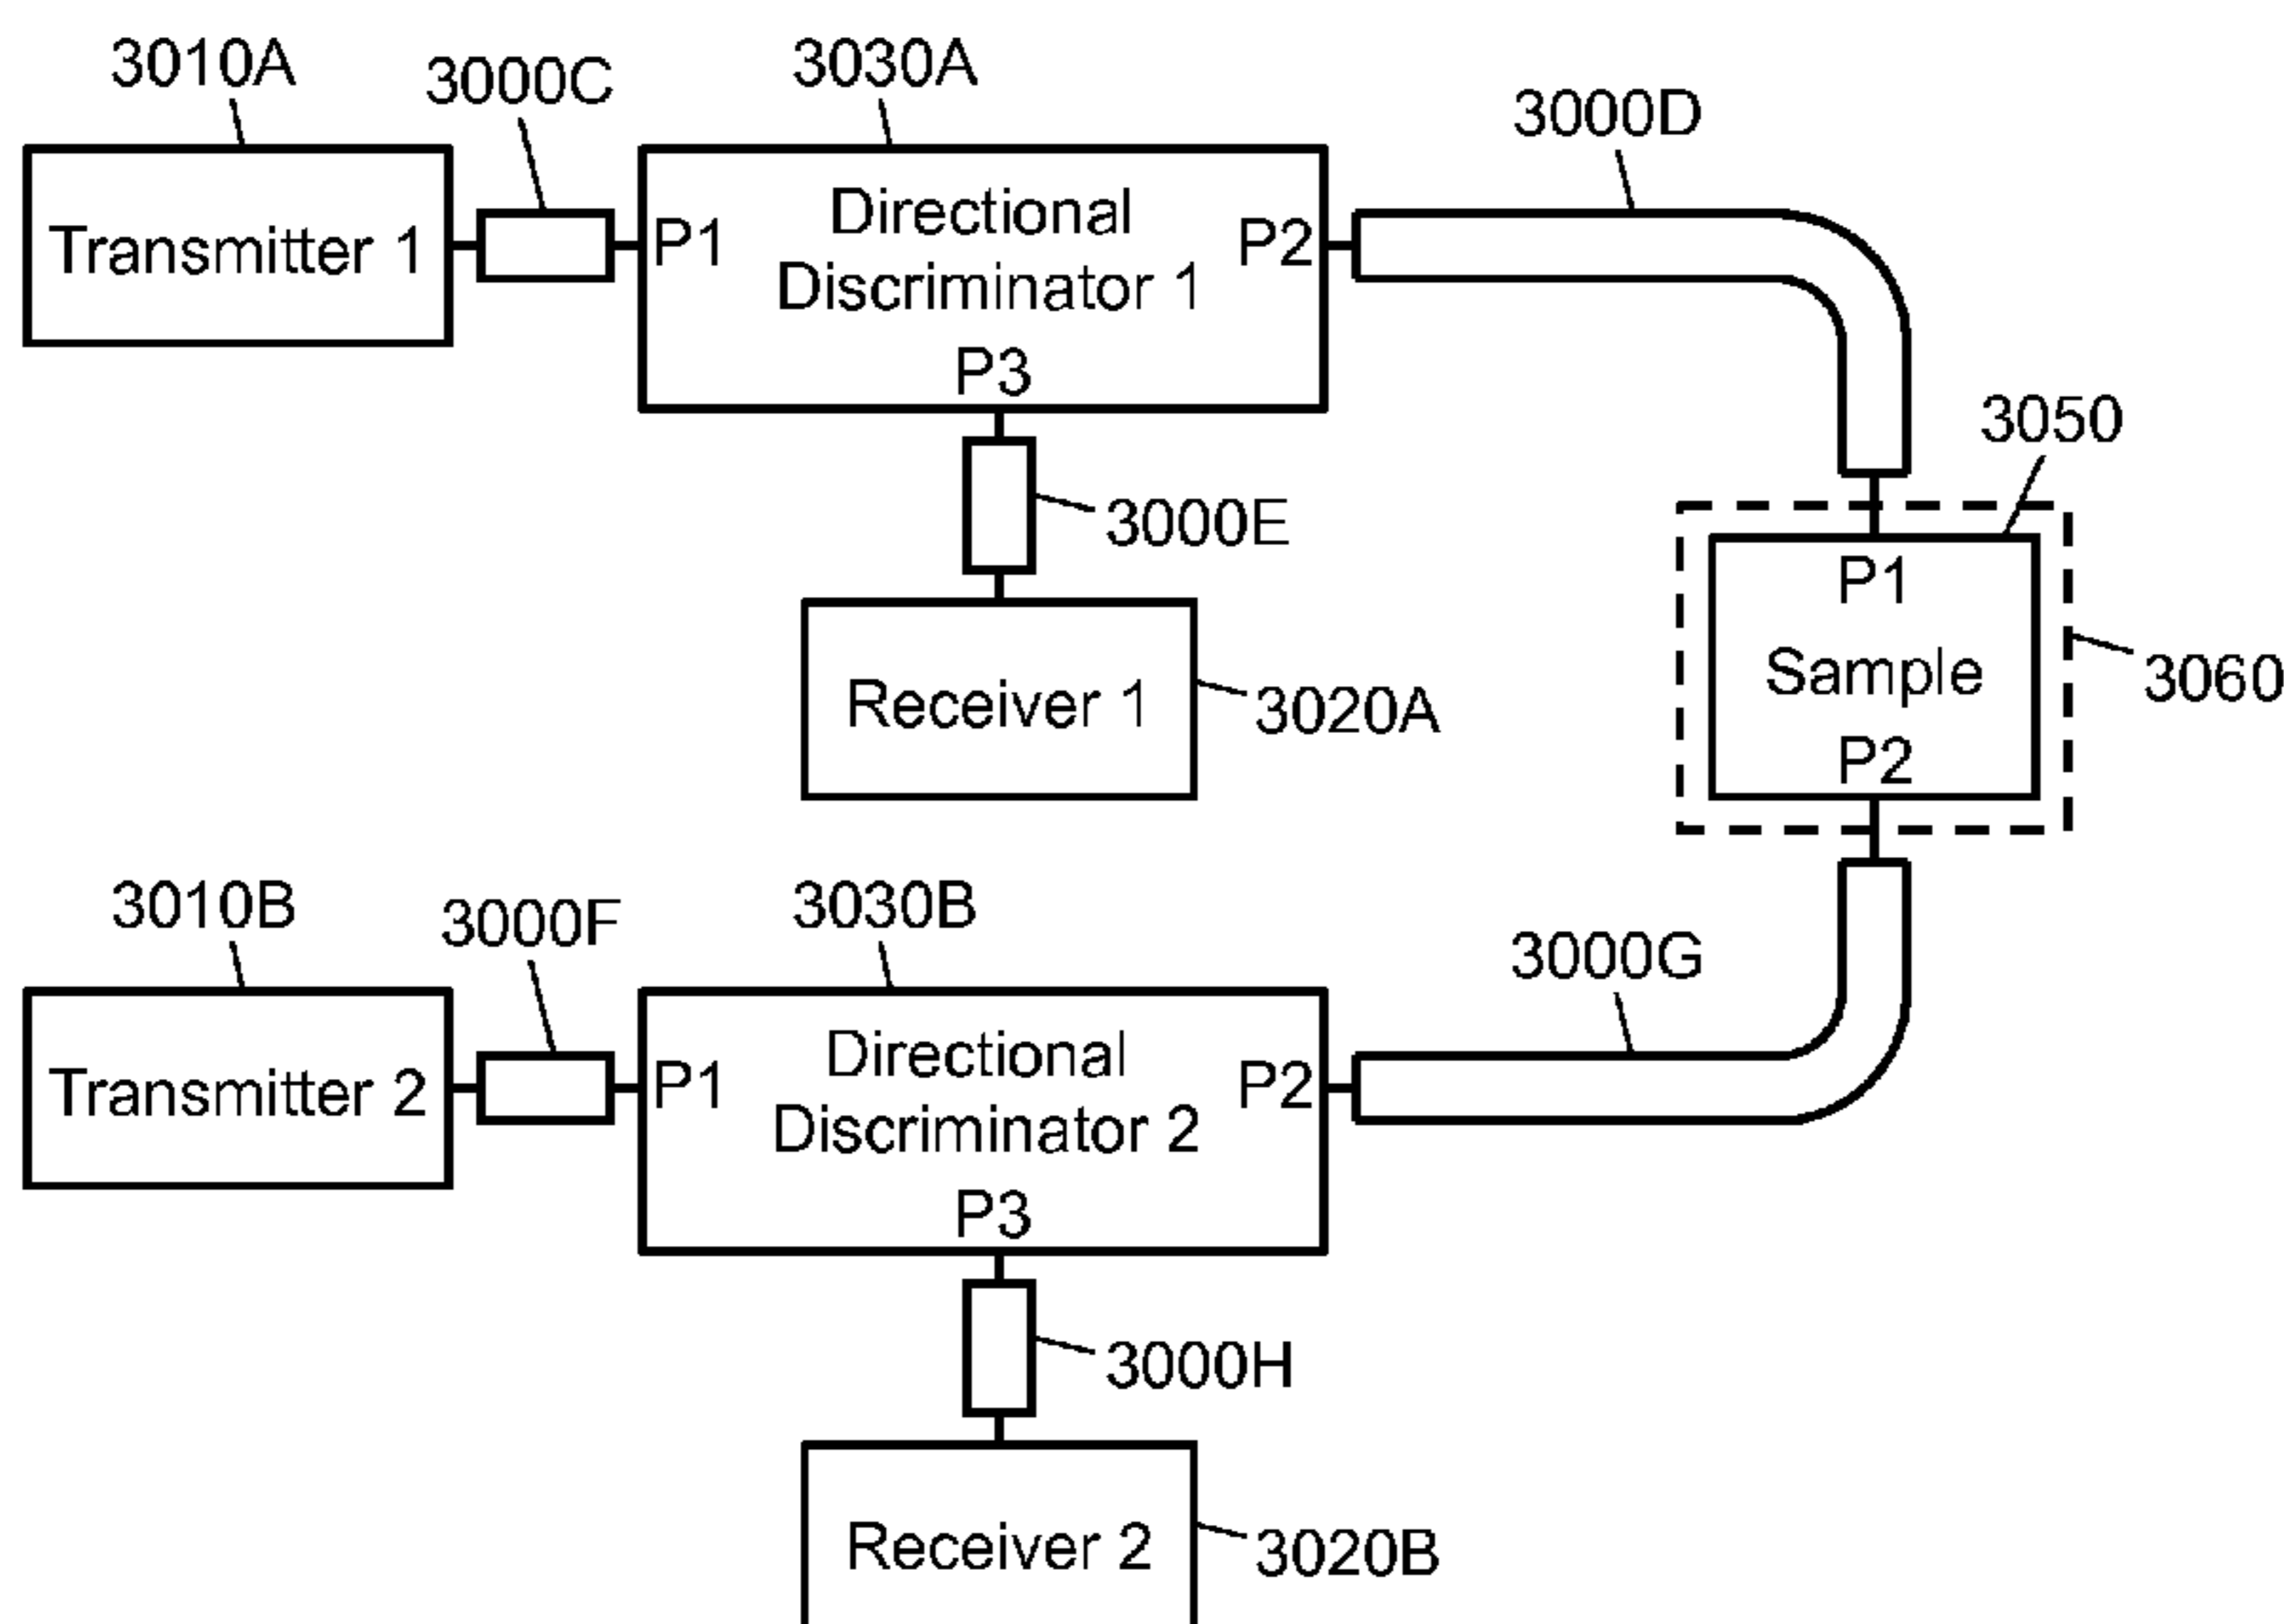 3010A
3000C
3030A
3000D
Transmitter 1
P1
Directional
Discriminator 1
P2
P3
3000E
3050
P1
Sample
P2
3060
Receiver 1
3020A
3010B
3000F
3030B
3000G
Transmitter 2
P1
Directional
Discriminator 2
P2
P3
3000H
Receiver 2
3020B